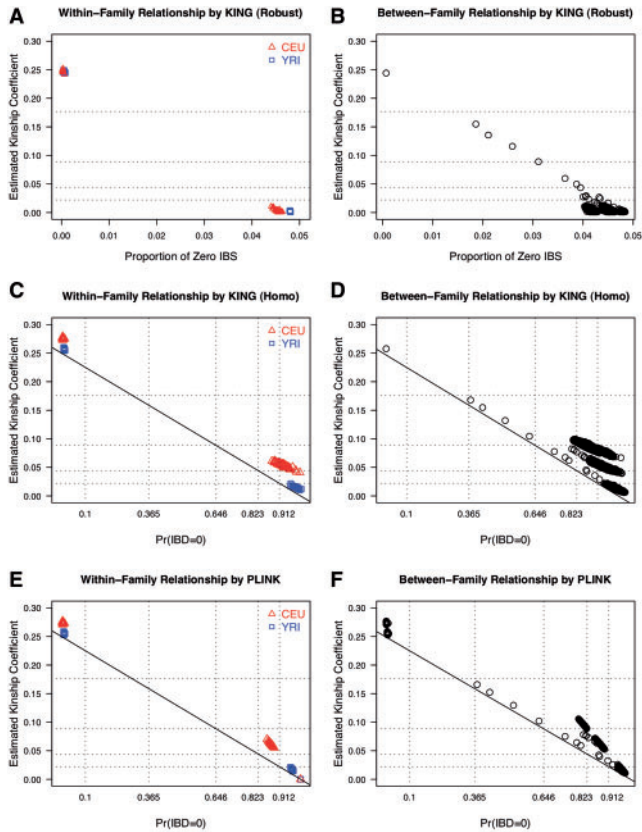 A
Within−Family Relationship by KING (Robust)
Estimated Kinship Coefficient
0.30
0.25
0.20
0.15
0.10
0.05
0.00
CEU
YRI
0.00 0.01 0.02 0.03 0.04 0.05
Proportion of Zero IBS
B
Between−Family Relationship by KING (Robust)
Estimated Kinship Coefficient
0.30
0.25
0.20
0.15
0.10
0.05
0.00
0.00 0.01 0.02 0.03 0.04 0.05
Proportion of Zero IBS
C
Within−Family Relationship by KING (Homo)
Estimated Kinship Coefficient
0.30
0.25
0.20
0.15
0.10
0.05
0.00
CEU
YRI
0.1 0.365 0.646 0.823 0.912
Pr(IBD=0)
D
Between−Family Relationship by KING (Homo)
Estimated Kinship Coefficient
0.30
0.25
0.20
0.15
0.10
0.05
0.00
0.1 0.365 0.646 0.823
Pr(IBD=0)
E
Within−Family Relationship by PLINK
Estimated Kinship Coefficient
0.30
0.25
0.20
0.15
0.10
0.05
0.00
CEU
YRI
0.1 0.365 0.646 0.823 0.912
Pr(IBD=0)
F
Between−Family Relationship by PLINK
Estimated Kinship Coefficient
0.30
0.25
0.20
0.15
0.10
0.05
0.00
0.1 0.365 0.646 0.823 0.912
Pr(IBD=0)